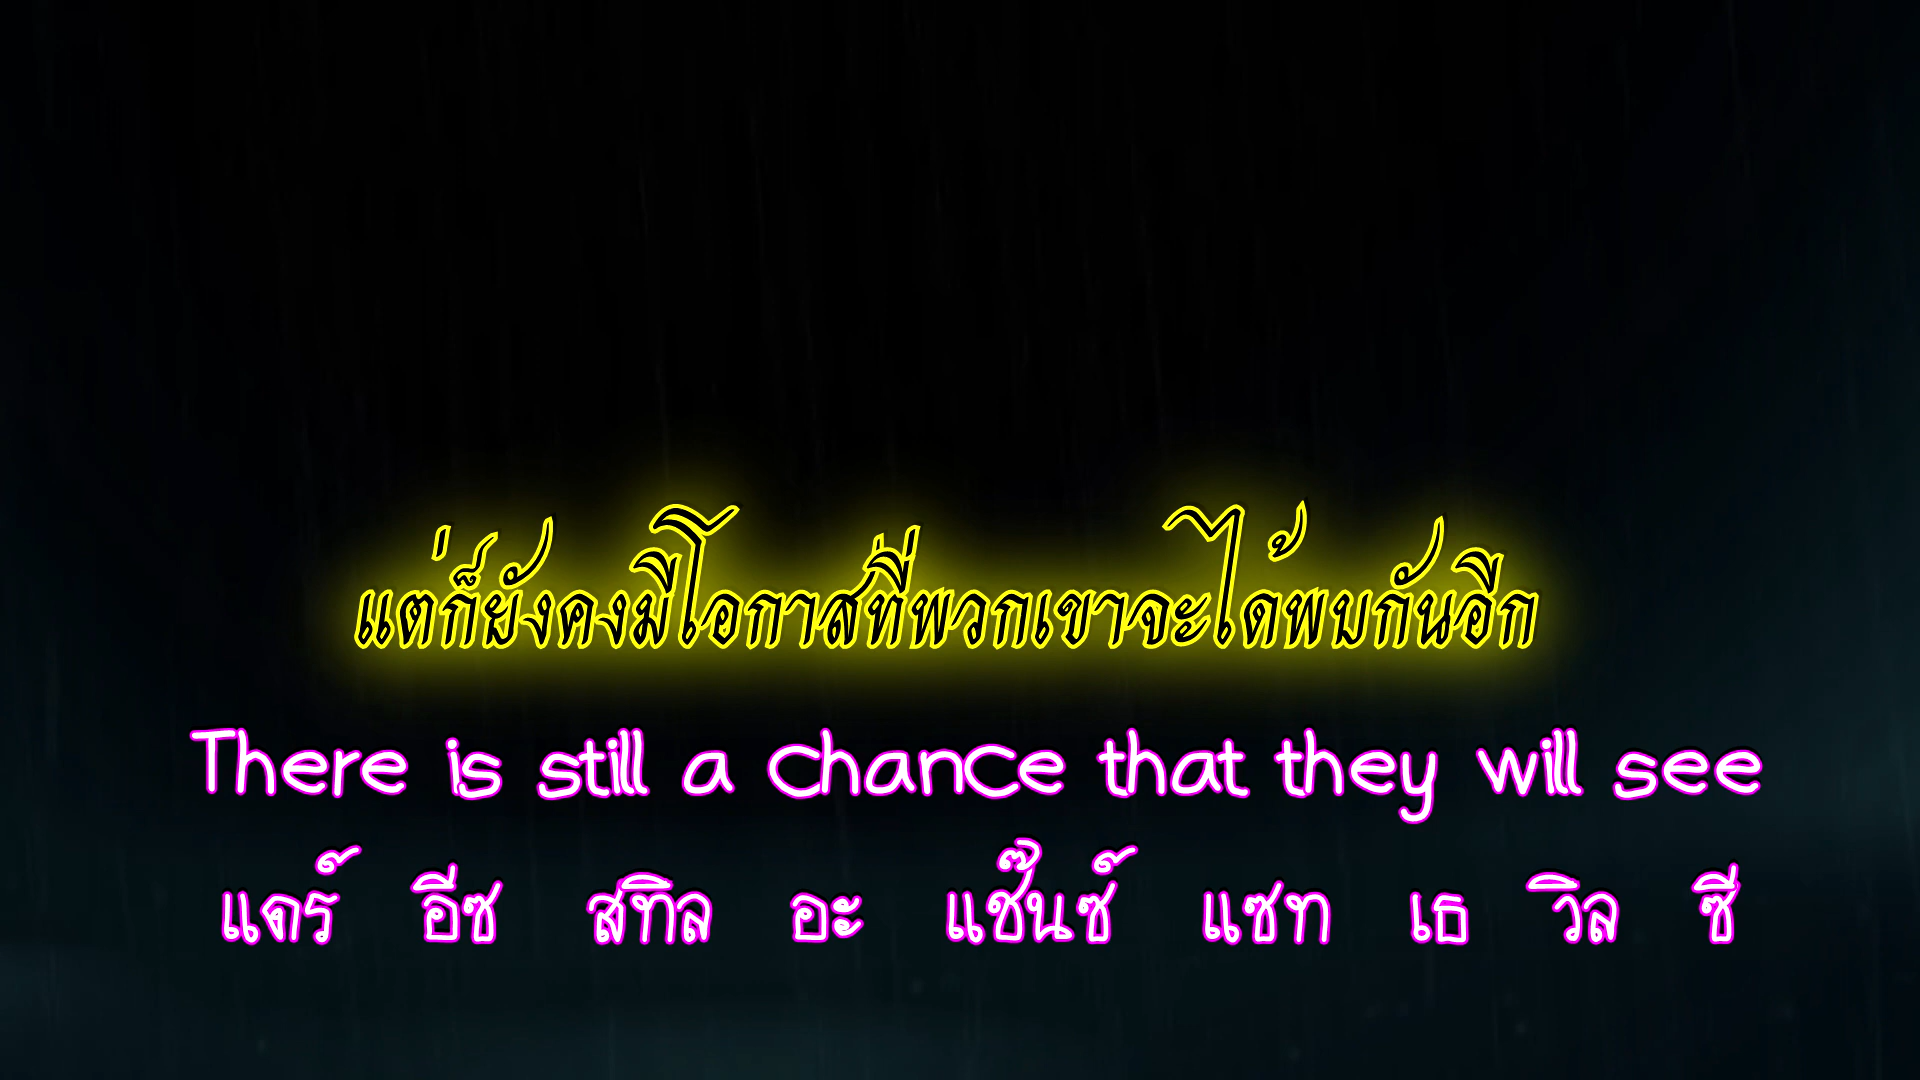 แต่ก็ยังคงมีโอกาสที่พวกเขาจะได้พบกันอีก
There is still a chance that they will see
แดร์ อีซ สทิล อะ แช๊นซ์ แซท เธ วิล ซี